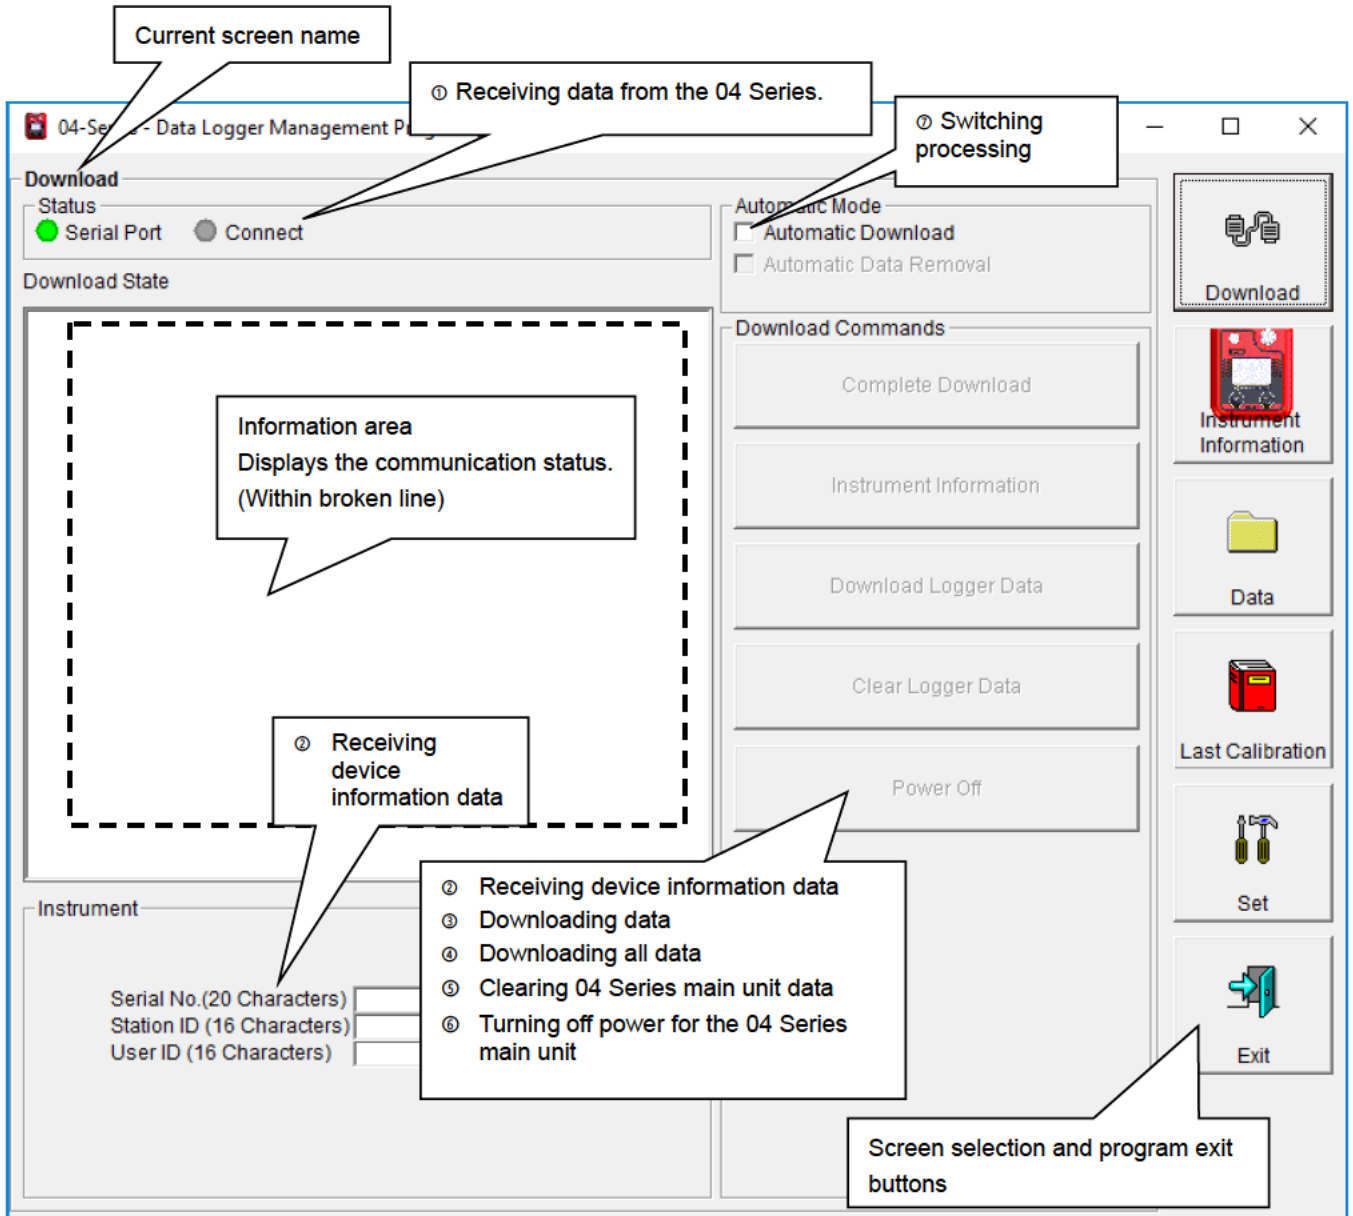 Current screen name
① Receiving data from the 04 Series.
⑦ Switching
processing
04-Se - Data Logger Management P
Download
Status
Serial Port
Connect
Automatic Mode
Automatic Download
Automatic Data Removal
Download State
Download Commands
Complete Download
Instrument Information
Download Logger Data
Clear Logger Data
Power Off
Information area
Displays the communication status.
(Within broken line)
② Receiving
device
information data
② Receiving device information data
③ Downloading data
④ Downloading all data
⑤ Clearing 04 Series main unit data
⑥ Turning off power for the 04 Series
main unit
Instrument
Serial No.(20 Characters)
Station ID (16 Characters)
User ID (16 Characters)
Download
Instrument
Information
Data
Last Calibration
Set
Exit
Screen selection and program exit
buttons